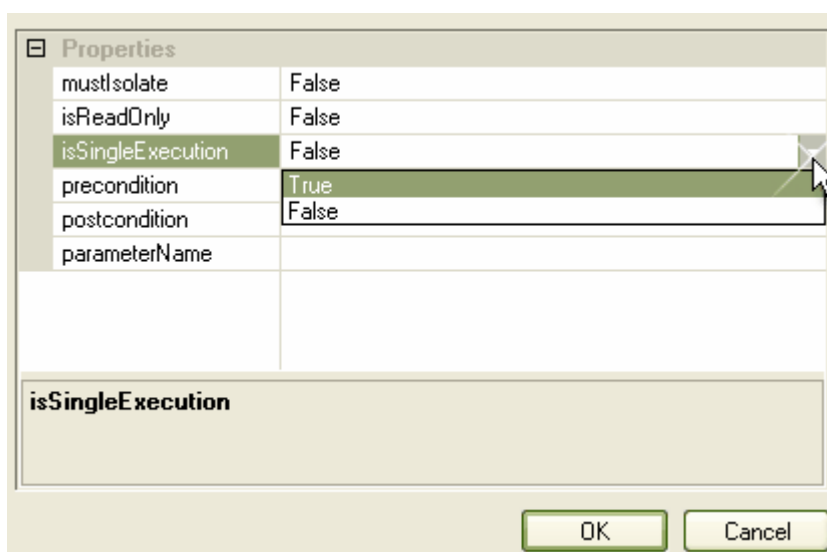 Properties
mustIsolate False
isReadOnly False
isSingleExecution False
precondition True
postcondition False
parameterName
isSingleExecution
OK Cancel